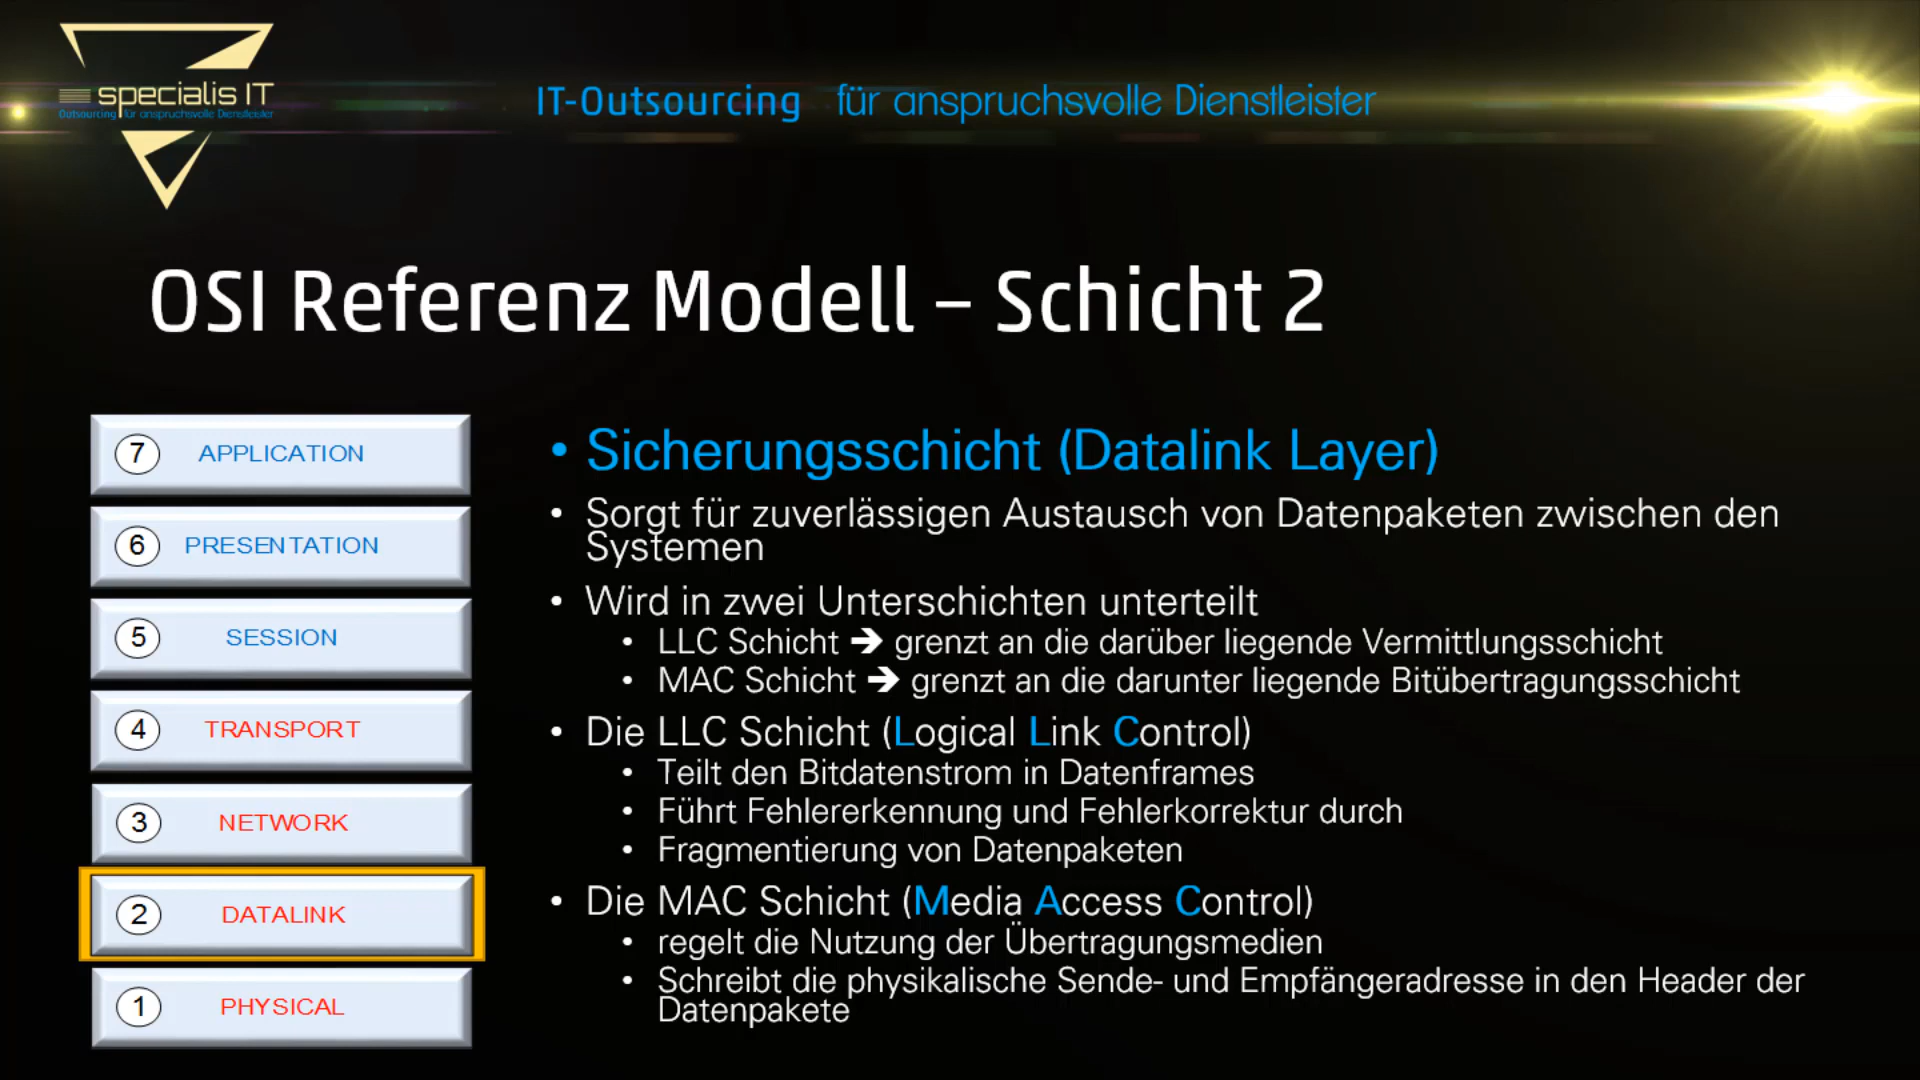 specialis IT
Outsourcing für anspruchsvolle Dienstleister
IT-Outsourcing für anspruchsvolle Dienstleister
OSI Referenz Modell – Schicht 2
7 APPLICATION
6 PRESENTATION
5 SESSION
4 TRANSPORT
3 NETWORK
2 DATALINK
1 PHYSICAL
• Sicherungsschicht (Datalink Layer)
• Sorgt für zuverlässigen Austausch von Datenpaketen zwischen den
Systemen
• Wird in zwei Unterschichten unterteilt
• LLC Schicht ➔ grenzt an die darüber liegende Vermittlungsschicht
• MAC Schicht ➔ grenzt an die darunter liegende Bitübertragungsschicht
• Die LLC Schicht (Logical Link Control)
• Teilt den Bitdatenstrom in Datenframes
• Führt Fehlererkennung und Fehlerkorrektur durch
• Fragmentierung von Datenpaketen
• Die MAC Schicht (Media Access Control)
• regelt die Nutzung der Übertragungsmedien
• Schreibt die physikalische Sende- und Empfängeradresse in den Header der
Datenpakete